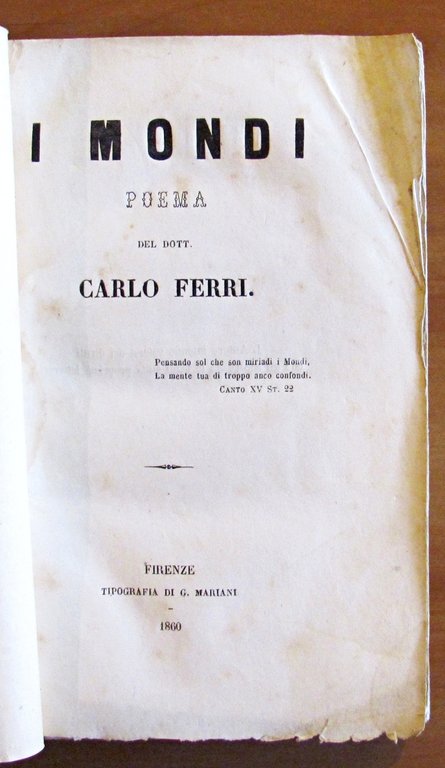 I MONDI
POEMA
DEL DOTT.
CARLO FERRI.
Pensando sol che son miriadi i Mondi,
La mente tua di troppo anco confondi.
CANTO XV ST. 22
FIRENZE
TIPOGRAFIA DI G. MARIANI
-
1860